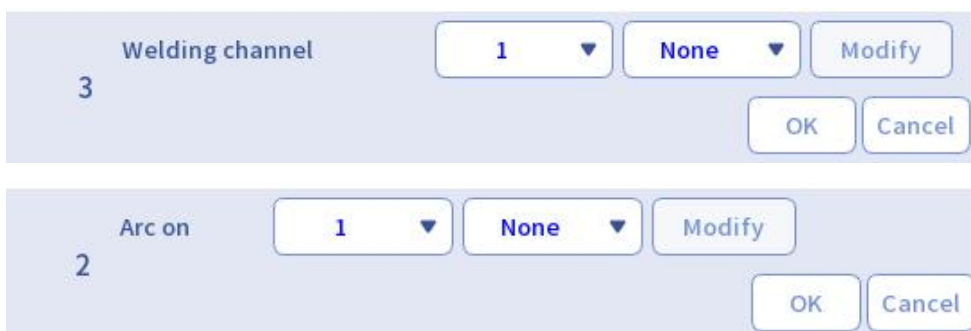 Welding channel 1 None Modify
3
OK Cancel
Arc on 1 None Modify
2
OK Cancel